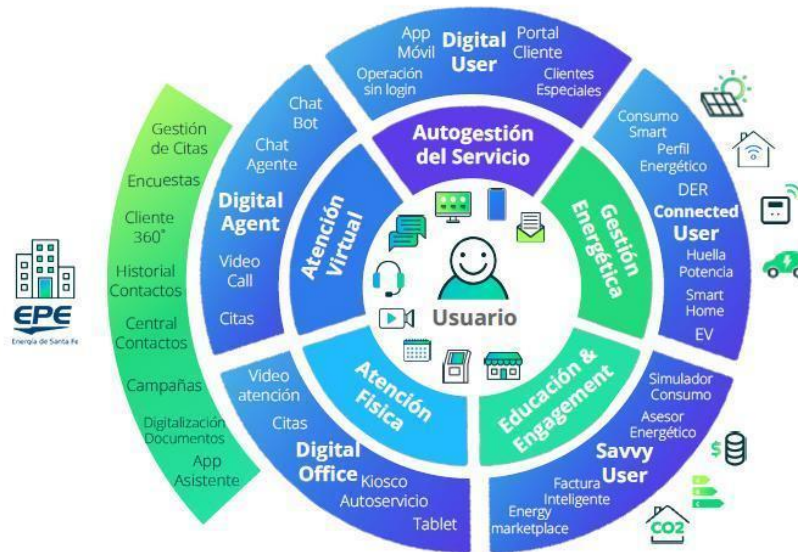 App
Móvil
Digital
User
Portal
Cliente
Operación
sin login
Clientes
Especiales
Autogestión
del Servicio
Chat
Bot
Chat
Agente
Digital
Agent
Video
Call
Citas
Atención
Virtual
Gestión
de Citas
Encuestas
Cliente
360°
Historial
Contactos
Central
Contactos
Campañas
Digitalización
Documentos
App
Asistente
EPE
Energía de Santa Fe
Usuario
Consumo
Smart
Perfil
Energético
DER
Connected
User
Huella
Potencia
Smart
Home
EV
Gestión
Energética
Video
atención
Citas
Digital
Office
Kiosco
Autoservicio
Tablet
Atención
Fisica
Educación &
Engagement
Simulador
Consumo
Asesor
Energético
Savvy
User
Factura
Inteligente
Energy
marketplace
$
CO2